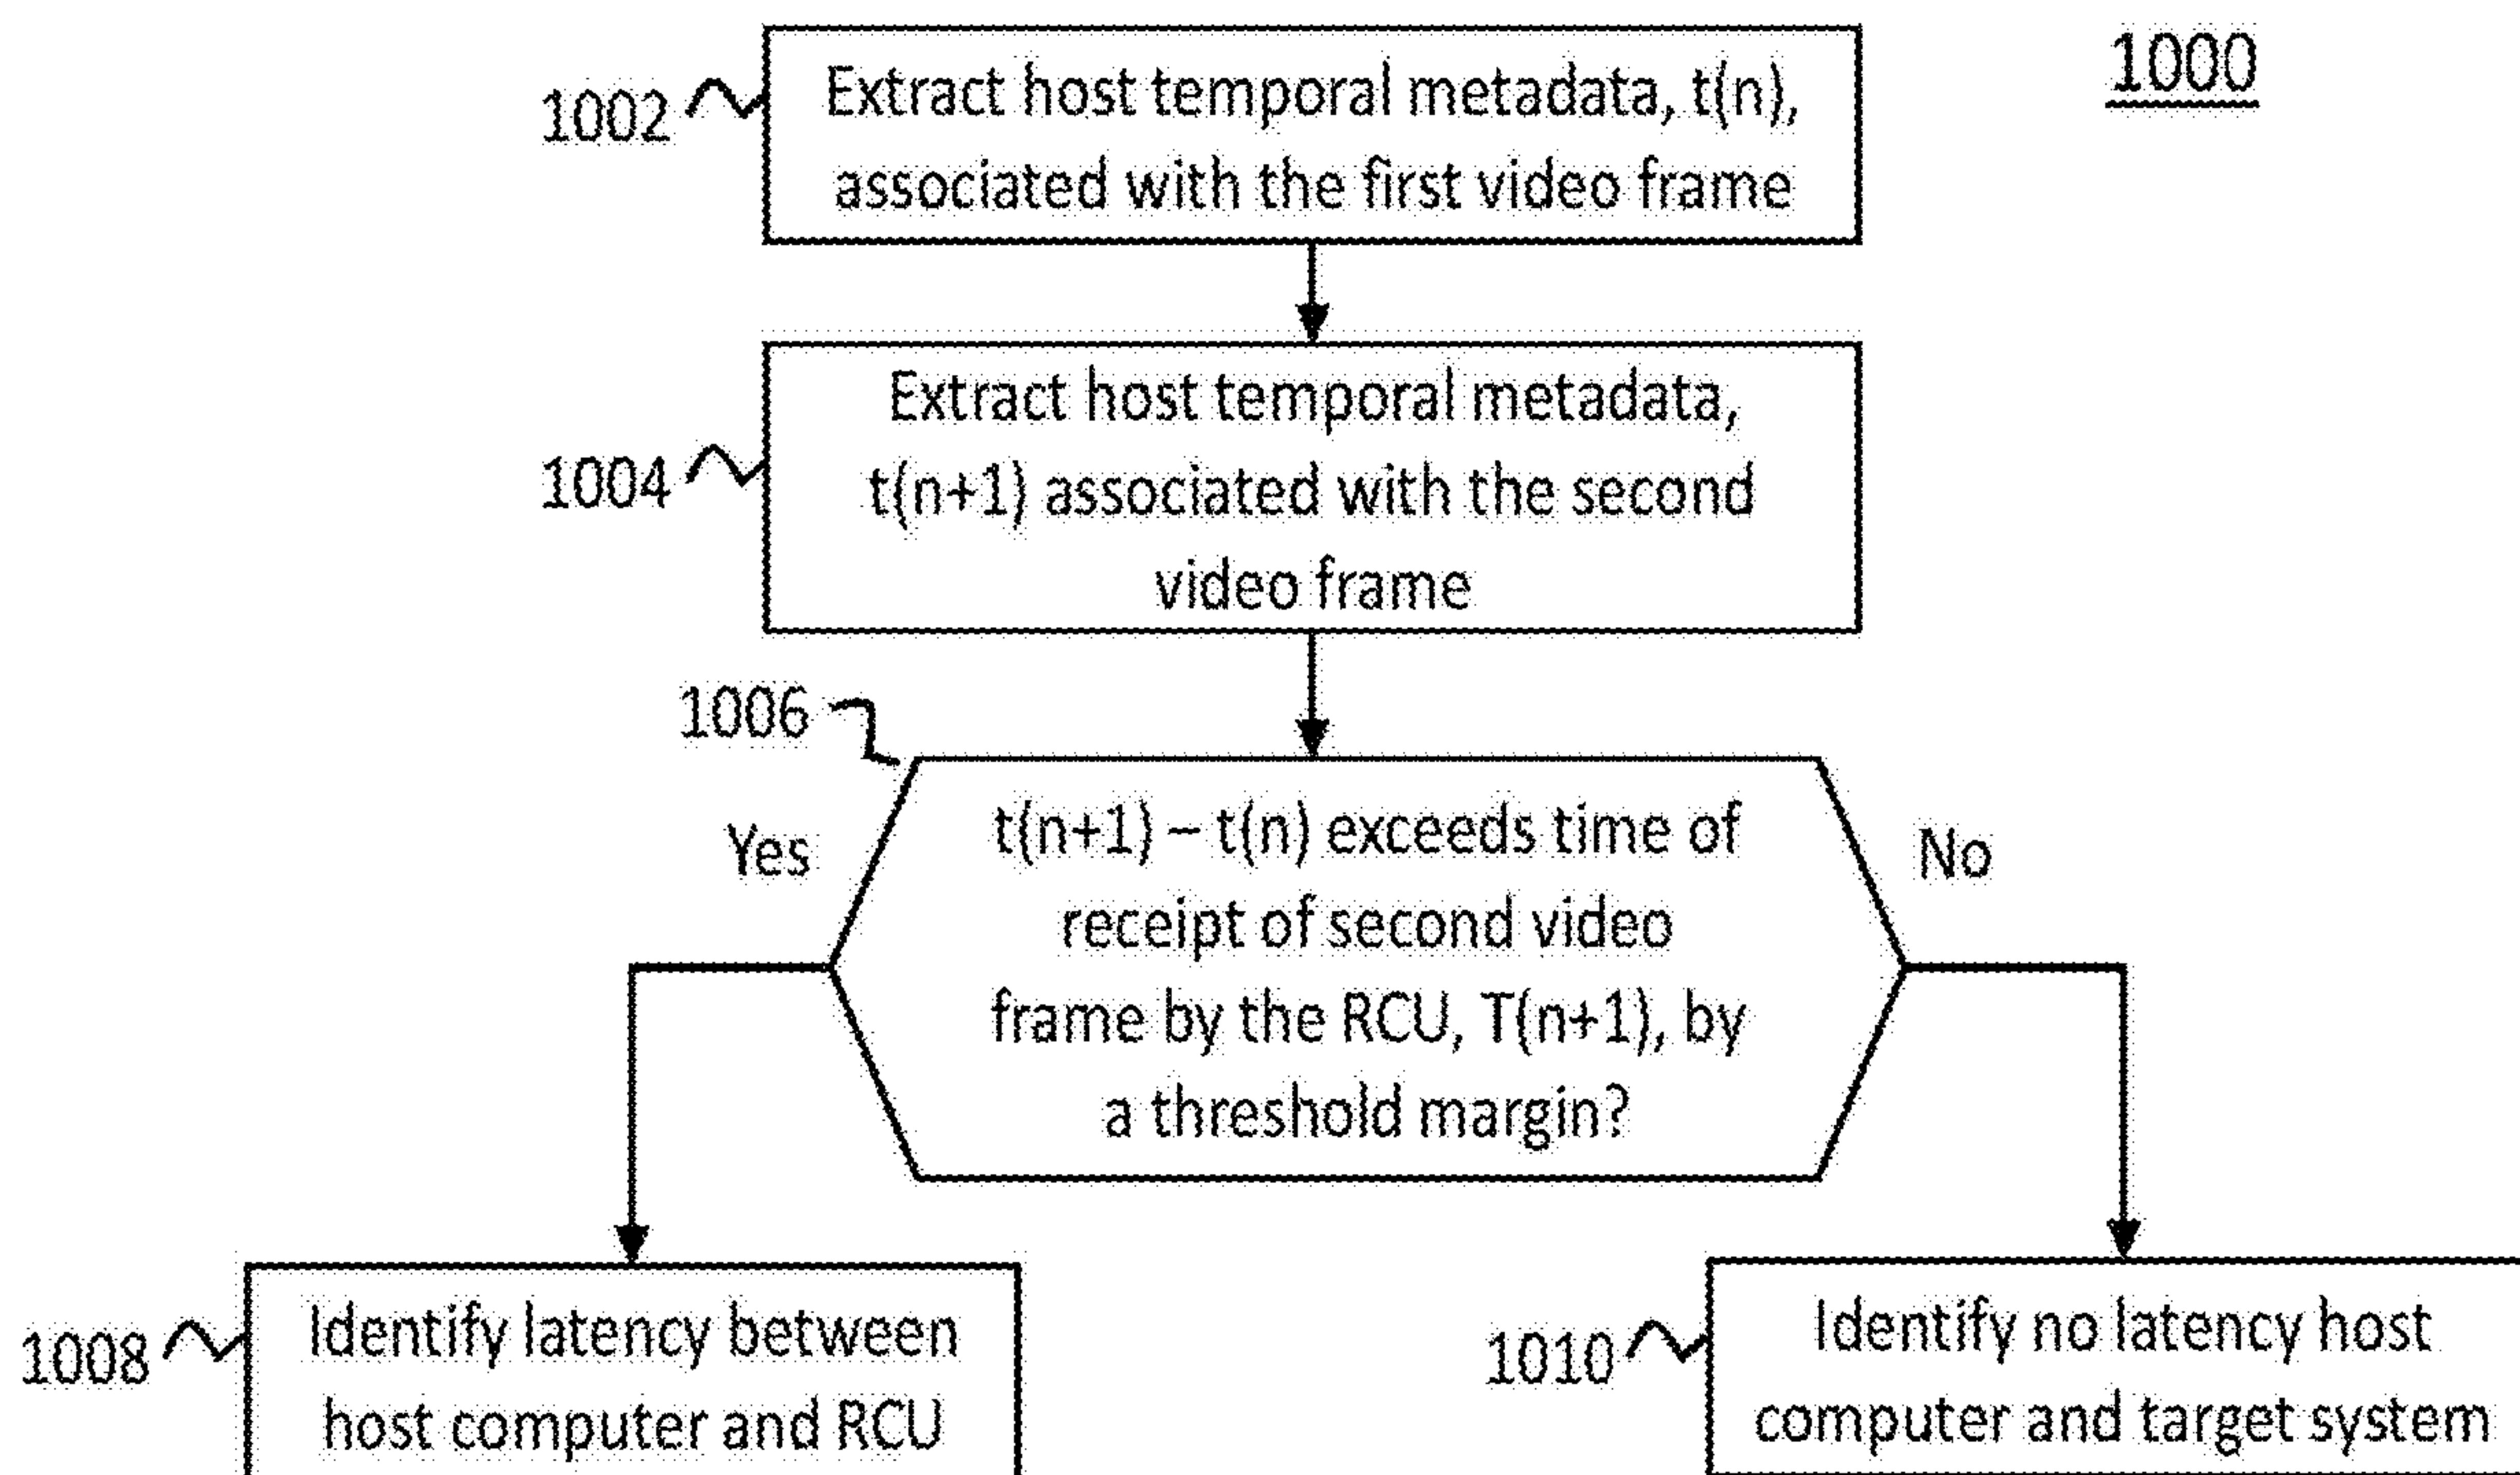 1000
1002
Extract host temporal metadata, t(n),
associated with the first video frame
1004
Extract host temporal metadata,
t(n+1) associated with the second
video frame
1006
Yes
No
t(n+1) – t(n) exceeds time of
receipt of second video
frame by the RCU, T(n+1), by
a threshold margin?
1008
Identify latency between
host computer and RCU
1010
Identify no latency host
computer and target system